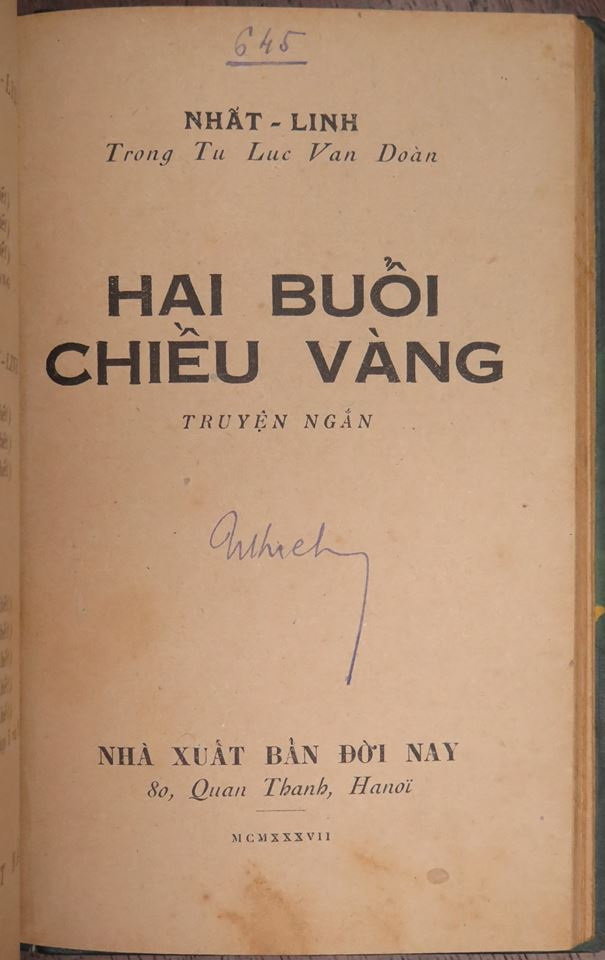 645
NHẤT - LINH
Trong Tu Luc Van Doàn
HAI BUỔI
CHIỀU VÀNG
TRUYỆN NGẮN
NHÀ XUẤT BẢN ĐỜI NAY
80, Quan Thanh, Hanoï
MCMXXXVII